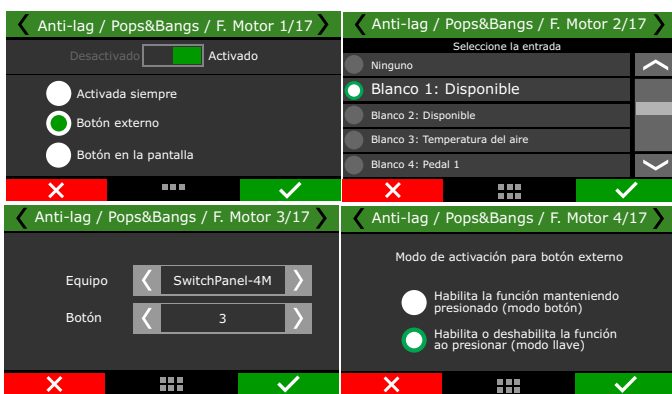 Anti-lag / Pops&Bangs / F. Motor 1/17
Desactivado Activado
Activada siempre
Botón externo
Botón en la pantalla
Anti-lag / Pops&Bangs / F. Motor 2/17
Seleccione la entrada
Ninguno
Blanco 1: Disponible
Blanco 2: Disponible
Blanco 3: Temperatura del aire
Blanco 4: Pedal 1
Anti-lag / Pops&Bangs / F. Motor 3/17
Equipo SwitchPanel-4M
Botón 3
Anti-lag / Pops&Bangs / F. Motor 4/17
Modo de activación para botón externo
Habilita la función manteniendo
presionado (modo botón)
Habilita o deshabilita la función
ao presionar (modo llave)